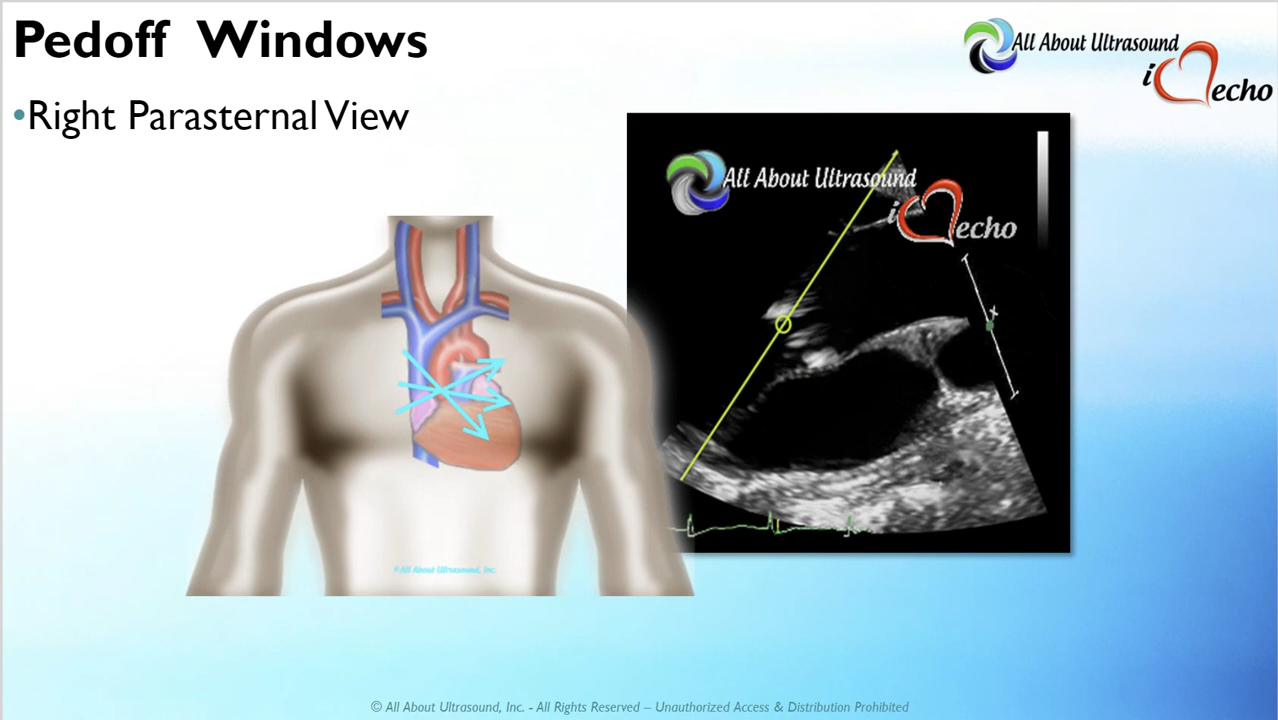 Pedoff Windows
All About Ultrasound
iecho
•Right Parasternal View
All About Ultrasound
iecho
x
©All About Ultrasound, Inc.
© All About Ultrasound, Inc. - All Rights Reserved – Unauthorized Access & Distribution Prohibited